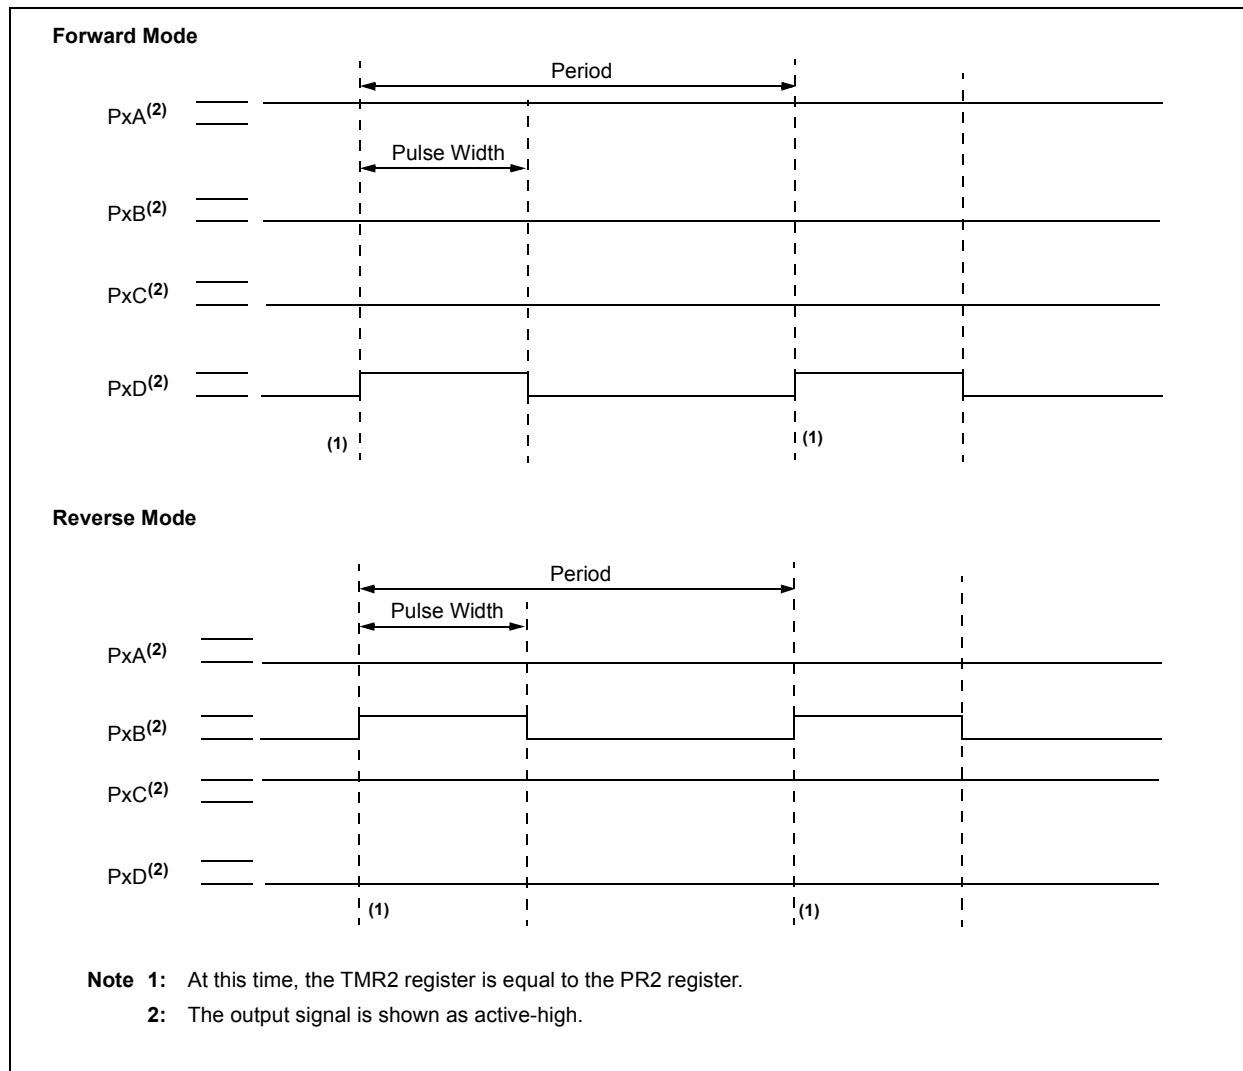 Forward Mode
Period
PxA(2)
Pulse Width
PxB(2)
PxC(2)
PxD(2)
(1) (1)
Reverse Mode
Period
Pulse Width
PxA(2)
PxB(2)
PxC(2)
PxD(2)
(1) (1)
Note 1: At this time, the TMR2 register is equal to the PR2 register.
2: The output signal is shown as active-high.